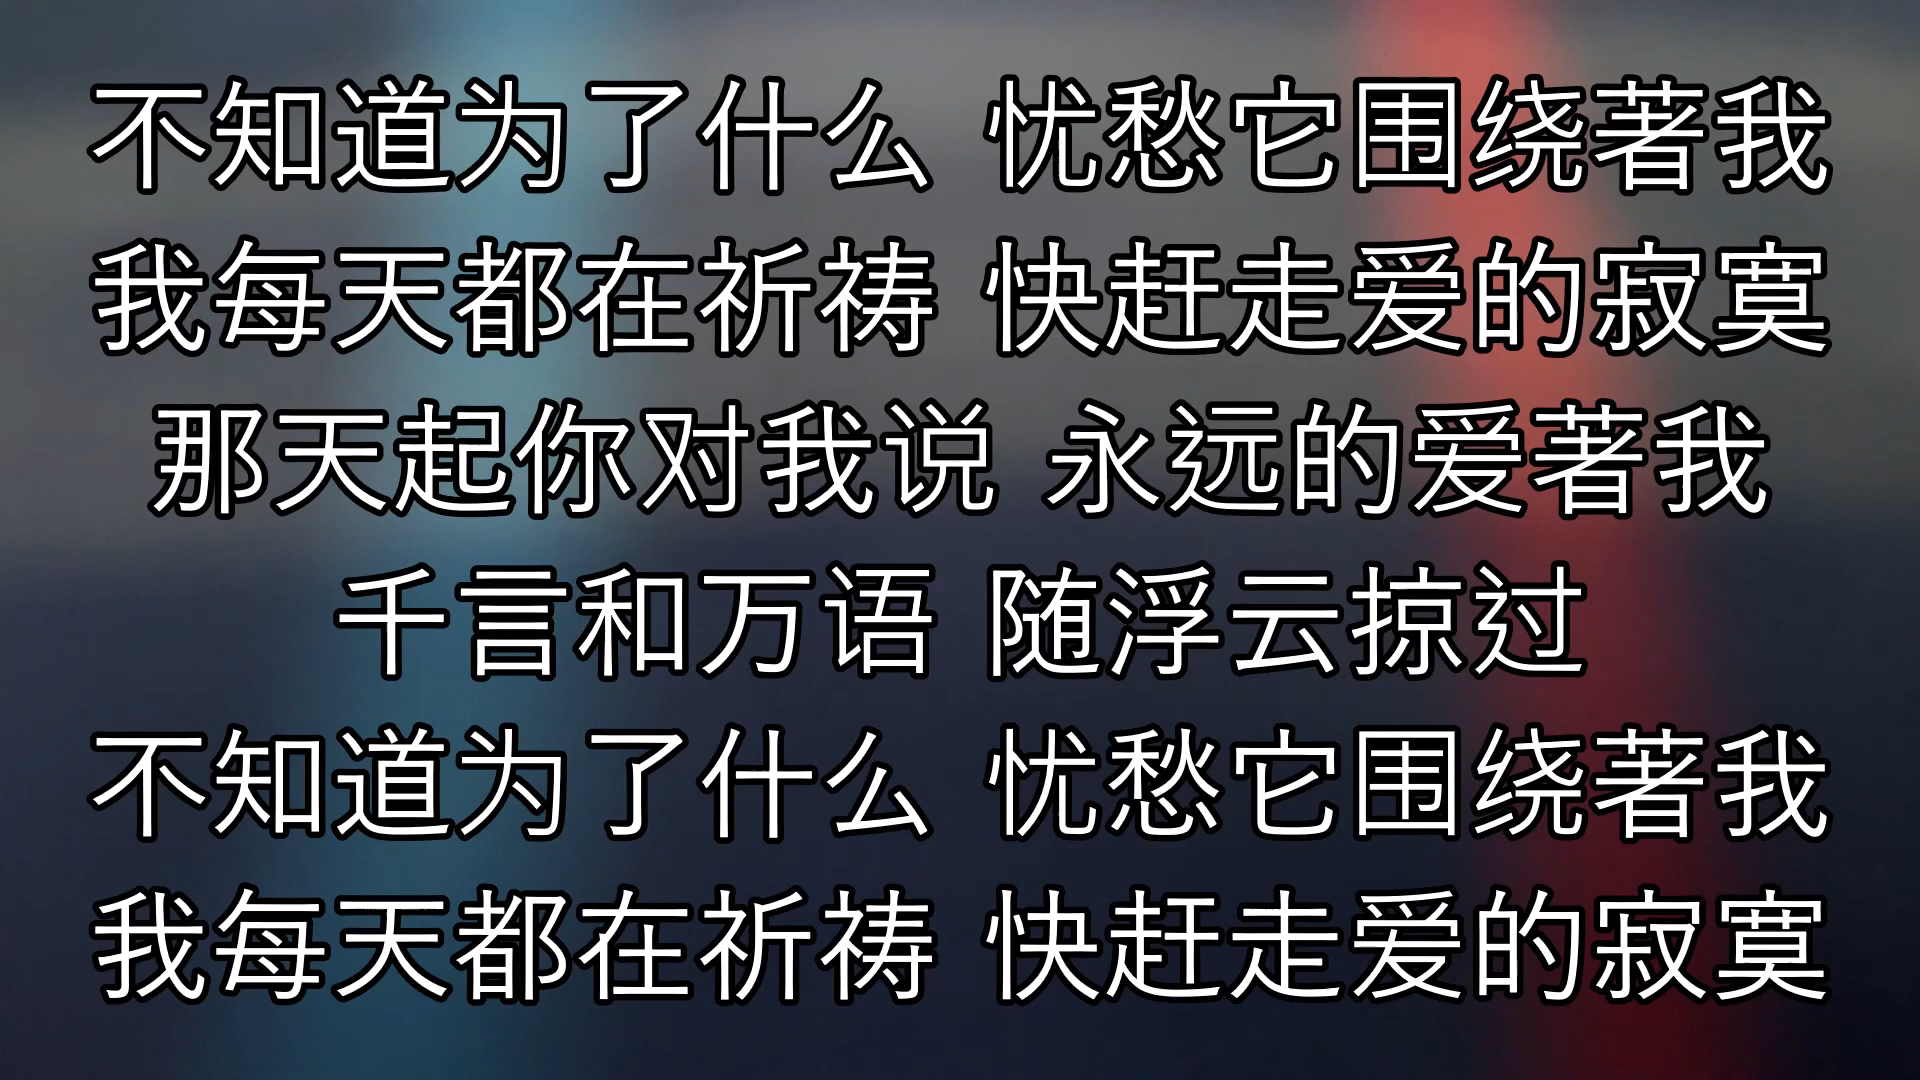 不知道为了什么 忧愁它围绕著我
我每天都在祈祷 快赶走爱的寂寞
那天起你对我说 永远的爱著我
千言和万语 随浮云掠过
不知道为了什么 忧愁它围绕著我
我每天都在祈祷 快赶走爱的寂寞